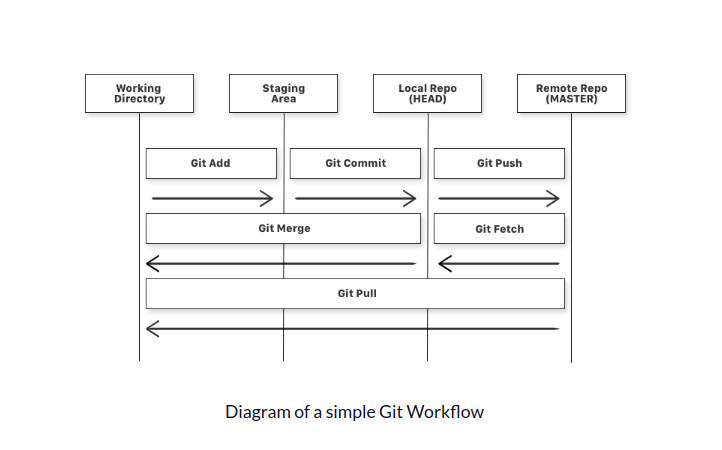 Working
Directory
Staging
Area
Local Repo
(HEAD)
Remote Repo
(MASTER)
Git Add
Git Commit
Git Push
Git Merge
Git Fetch
Git Pull
Diagram of a simple Git Workflow